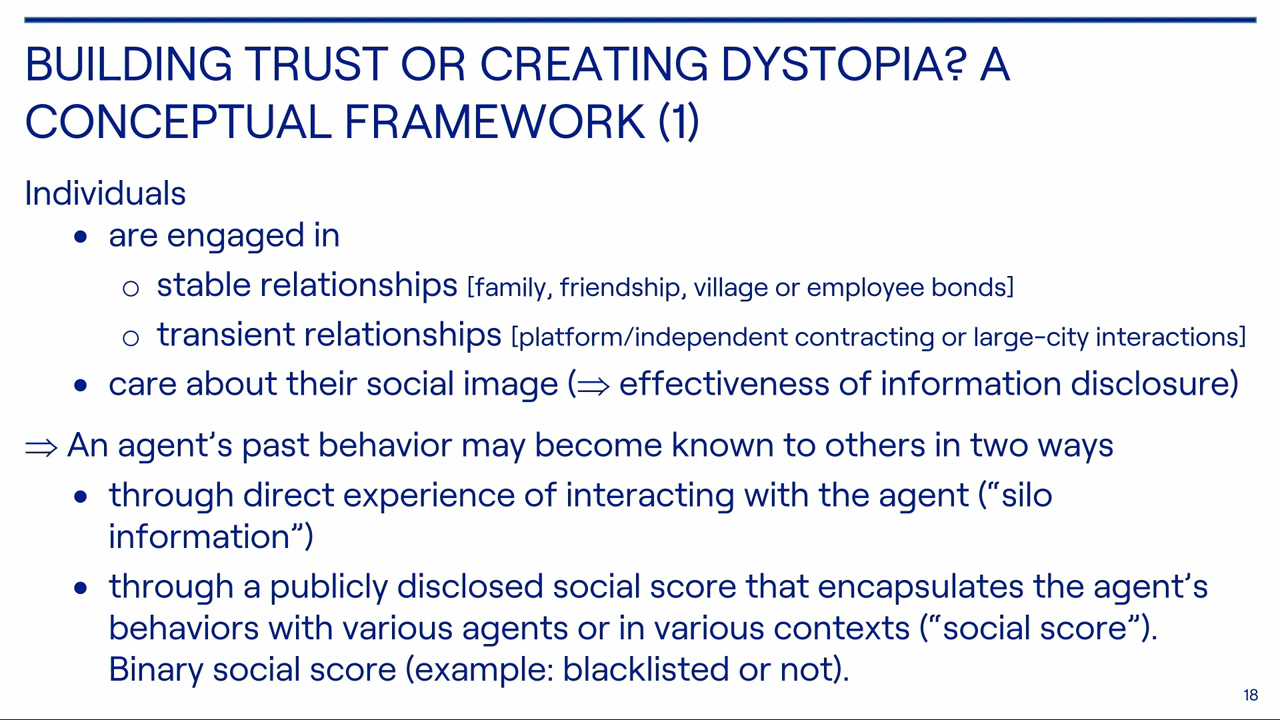 BUILDING TRUST OR CREATING DYSTOPIA? A
CONCEPTUAL FRAMEWORK (1)
Individuals
• are engaged in
○ stable relationships [family, friendship, village or employee bonds]
○ transient relationships [platform/independent contracting or large-city interactions]
• care about their social image (⇒ effectiveness of information disclosure)
⇒ An agent’s past behavior may become known to others in two ways
• through direct experience of interacting with the agent (“silo
information”)
• through a publicly disclosed social score that encapsulates the agent’s
behaviors with various agents or in various contexts (“social score”).
Binary social score (example: blacklisted or not).
18